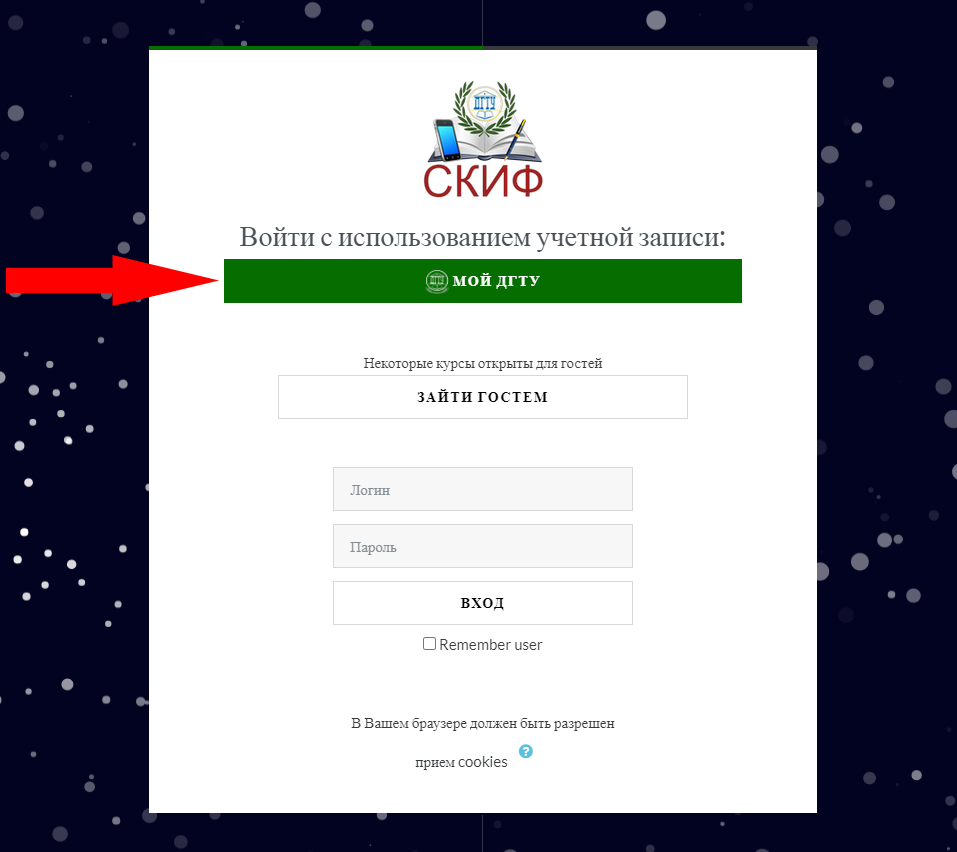 ДГТУ
СКИФ
Войти с использованием учетной записи:
МОЙ ДГТУ
Некоторые курсы открыты для гостей
ЗАЙТИ ГОСТЕМ
Логин
Пароль
ВХОД
Remember user
В Вашем браузере должен быть разрешен
прием cookies ?